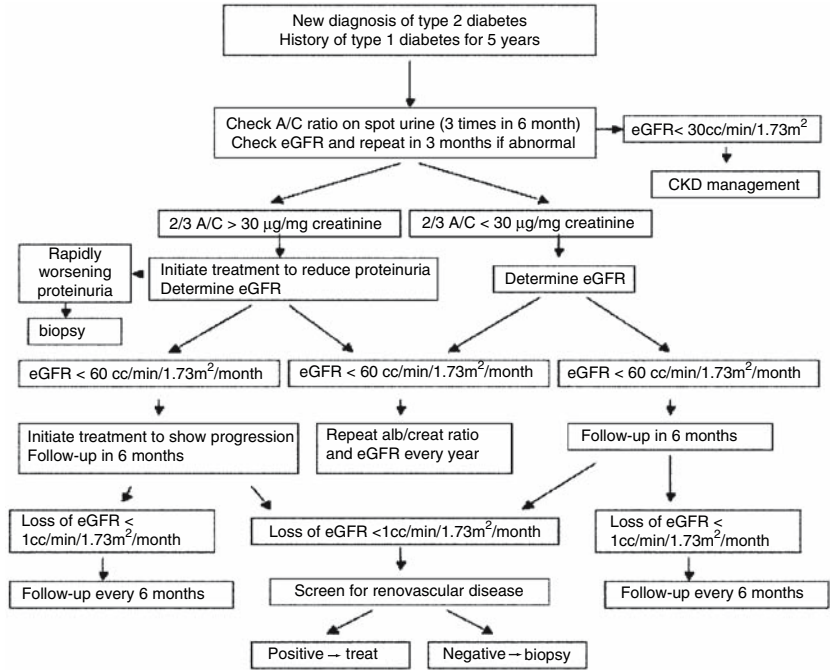 New diagnosis of type 2 diabetes
History of type 1 diabetes for 5 years
Check A/C ratio on spot urine (3 times in 6 month)
Check eGFR and repeat in 3 months if abnormal
eGFR< 30cc/min/1.73m²
CKD management
2/3 A/C > 30 μg/mg creatinine
2/3 A/C < 30 μg/mg creatinine
Rapidly
worsening
proteinuria
biopsy
Initiate treatment to reduce proteinuria
Determine eGFR
Determine eGFR
eGFR < 60 cc/min/1.73m²/month
eGFR < 60 cc/min/1.73m²/month
eGFR < 60 cc/min/1.73m²/month
Initiate treatment to show progression
Follow-up in 6 months
Repeat alb/creat ratio
and eGFR every year
Follow-up in 6 months
Loss of eGFR <
1cc/min/1.73m²/month
Loss of eGFR <1cc/min/1.73m²/month
Loss of eGFR <
1cc/min/1.73m²/month
Follow-up every 6 months
Screen for renovascular disease
Follow-up every 6 months
Positive → treat
Negative → biopsy